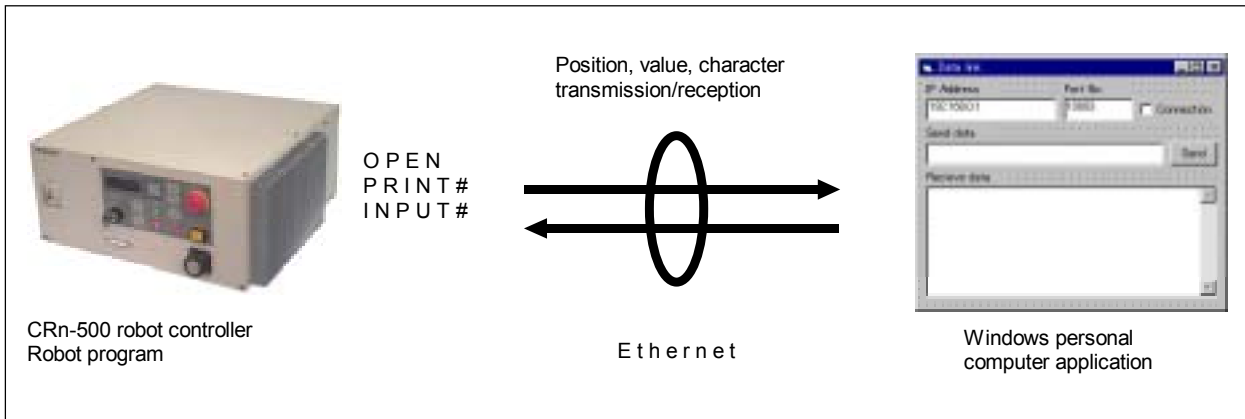 Position, value, character
transmission/reception
OPEN
PRINT#
INPUT#
CRn-500 robot controller
Robot program
Ethernet
Data link
IP Address
Port No
Connection
Send data
Send
Recieve data
Windows personal
computer application